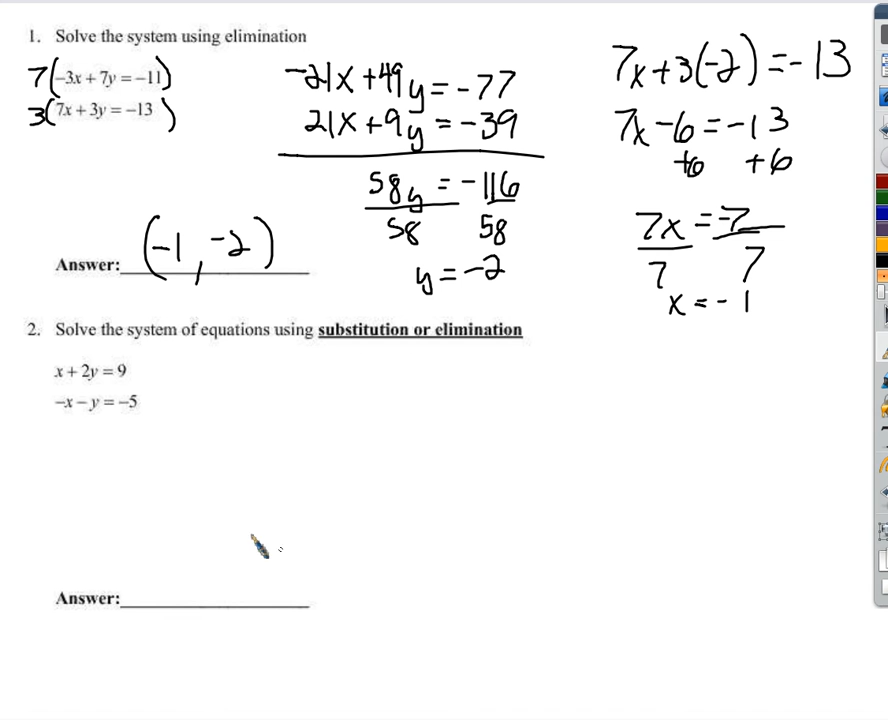 1. Solve the system using elimination
7(-3x + 7y = -11)
3(7x + 3y = -13 )
-21x + 49y = -77
21x + 9y = -39
58y = -116
58 58
y = -2
7x + 3(-2) = -13
7x - 6 = -13
+6 +6
7x = -7
7 7
x = -1
Answer: (-1, -2)
2. Solve the system of equations using substitution or elimination
x + 2y = 9
-x - y = -5
Answer: